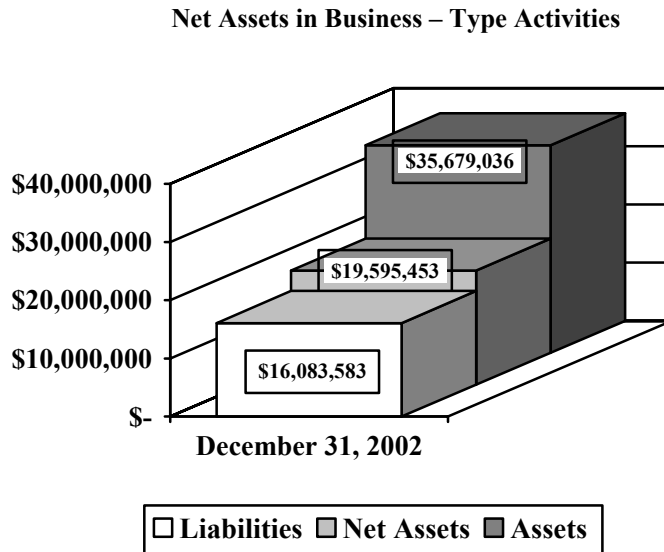 Net Assets in Business – Type Activities
$35,679,036
$40,000,000
$30,000,000
$19,595,453
$20,000,000
$10,000,000
$16,083,583
$-
December 31, 2002
Liabilities Net Assets Assets